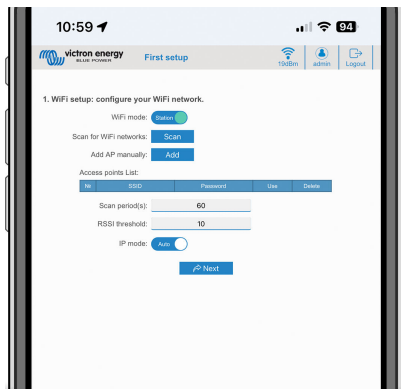 10:59
94
victron energy
BLUE POWER
First setup
19dBm
admin
Logout
1. WiFi setup: configure your WiFi network.
WiFi mode: Station
Scan for WiFi networks: Scan
Add AP manually: Add
Access points List:
№ SSID Password Use Delete
Scan period(s): 60
RSSI threshold: 10
IP mode: Auto
Next